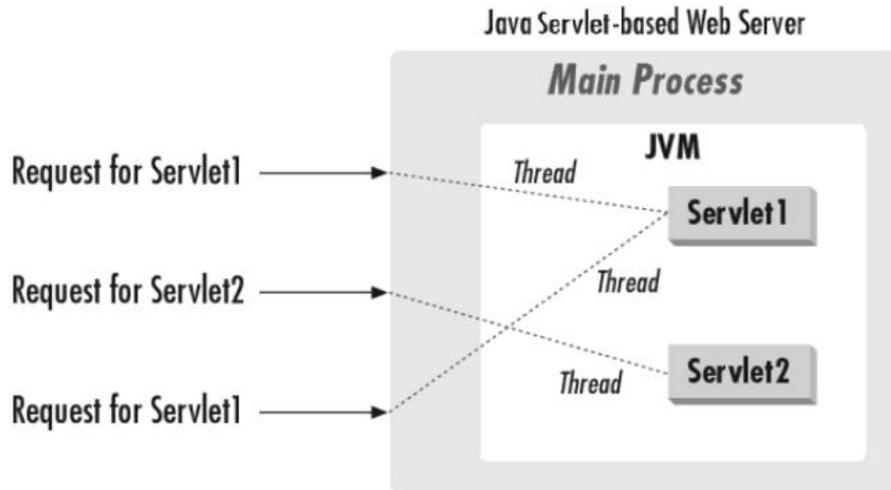 Java Servlet-based Web Server
Main Process
JVM
Request for Servlet1
Thread
Servlet1
Thread
Request for Servlet2
Thread
Servlet2
Request for Servlet1